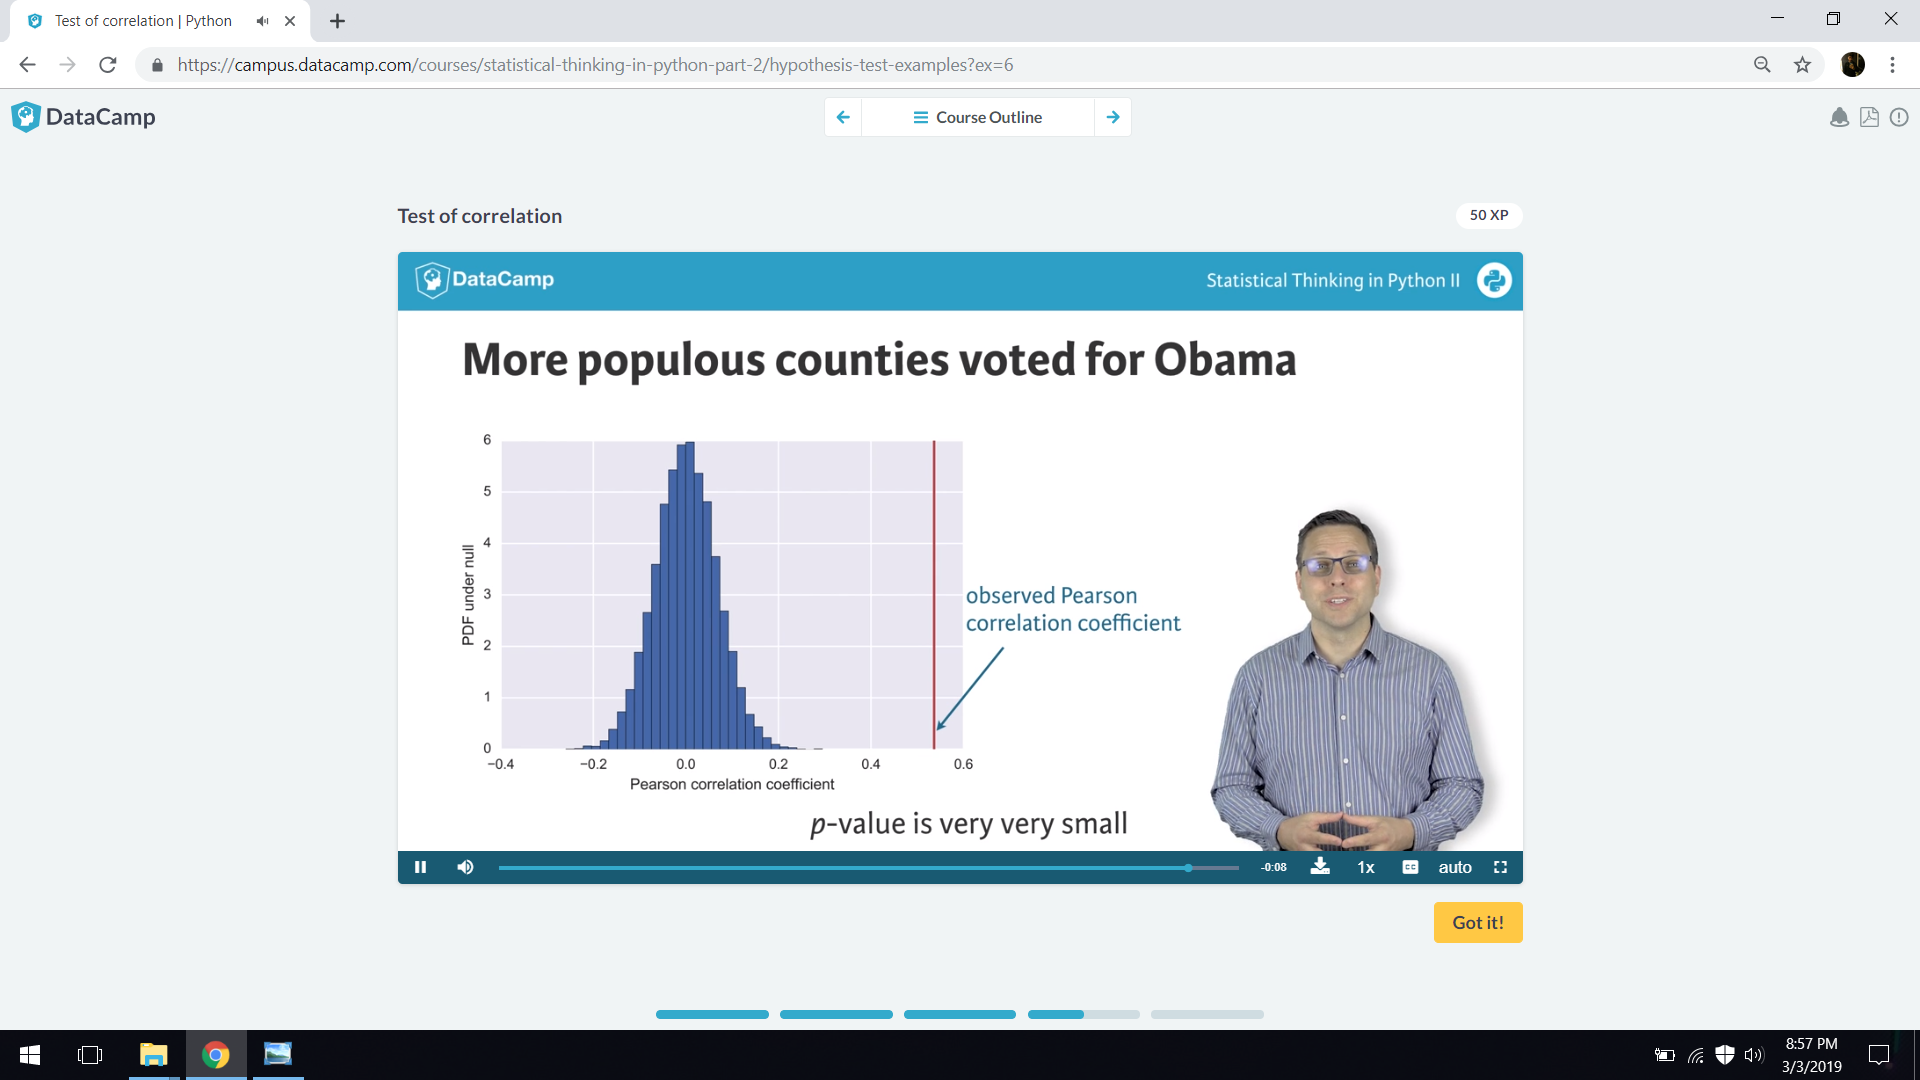 Test of correlation | Python
https://campus.datacamp.com/courses/statistical-thinking-in-python-part-2/hypothesis-test-examples?ex=6
DataCamp
Course Outline
Test of correlation
50 XP
DataCamp
Statistical Thinking in Python II
More populous counties voted for Obama
6
5
4
3
2
1
0
PDF under null
−0.4
−0.2
0.0
0.2
0.4
0.6
Pearson correlation coefficient
observed Pearson
correlation coefficient
p-value is very very small
-0:08
1x
CC
auto
Got it!
8:57 PM
3/3/2019